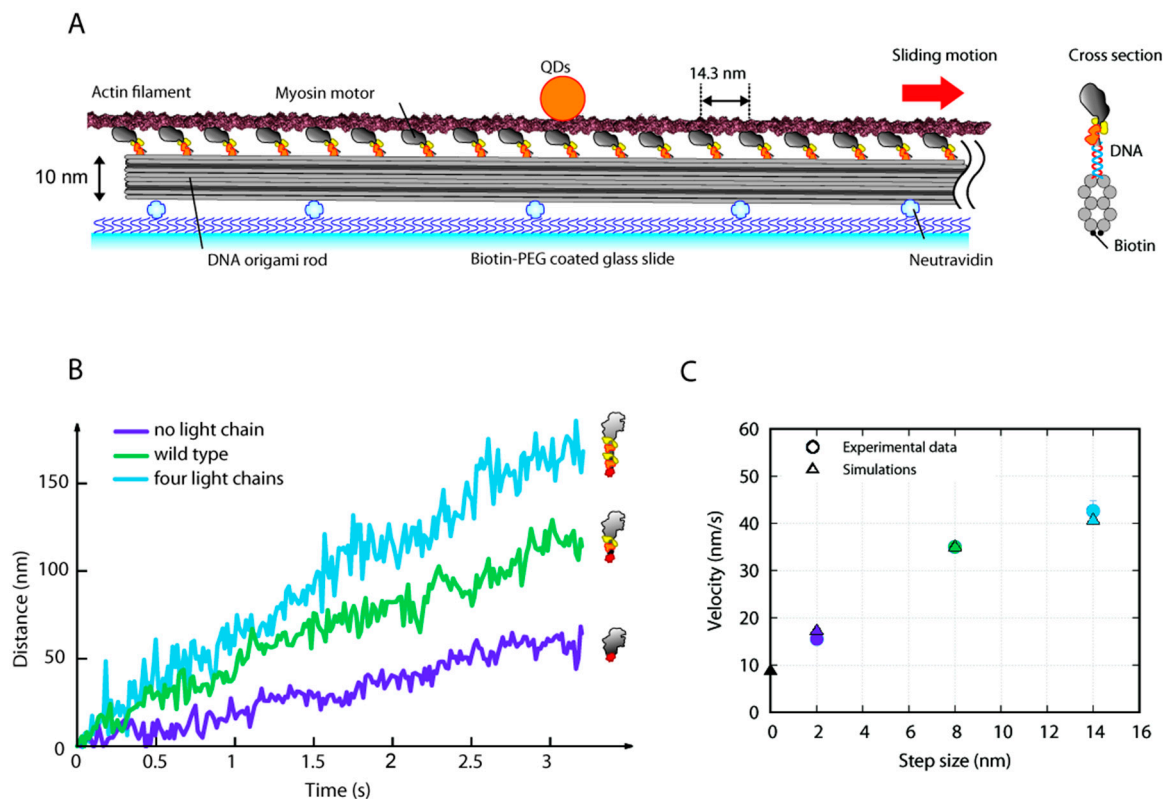 A
QDs
14.3 nm
Sliding motion
Cross section
Actin filament
Myosin motor
10 nm
DNA
DNA origami rod
Biotin-PEG coated glass slide
Neutravidin
Biotin
B
no light chain
wild type
four light chains
Distance (nm)
150
100
50
0
0
0.5
1
1.5
2
2.5
3
Time (s)
C
Experimental data
Simulations
Velocity (nm/s)
60
50
40
30
20
10
0
0
2
4
6
8
10
12
14
16
Step size (nm)